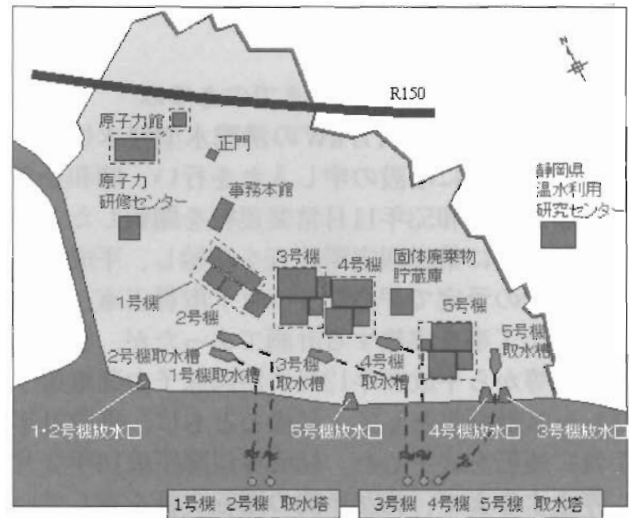 R150
原子力館
正門
原子力
研修センター
事務本館
静岡県
温水利用
研究センター
3号機
4号機
固体廃棄物
貯蔵庫
1号機
2号機
5号機
5号機
取水槽
2号機取水槽
1号機取水槽
3号機
取水槽
4号機
取水槽
1・2号機放水口
5号機放水口
4号機放水口
3号機放水口
1号機 2号機 取水塔
3号機 4号機 5号機 取水塔